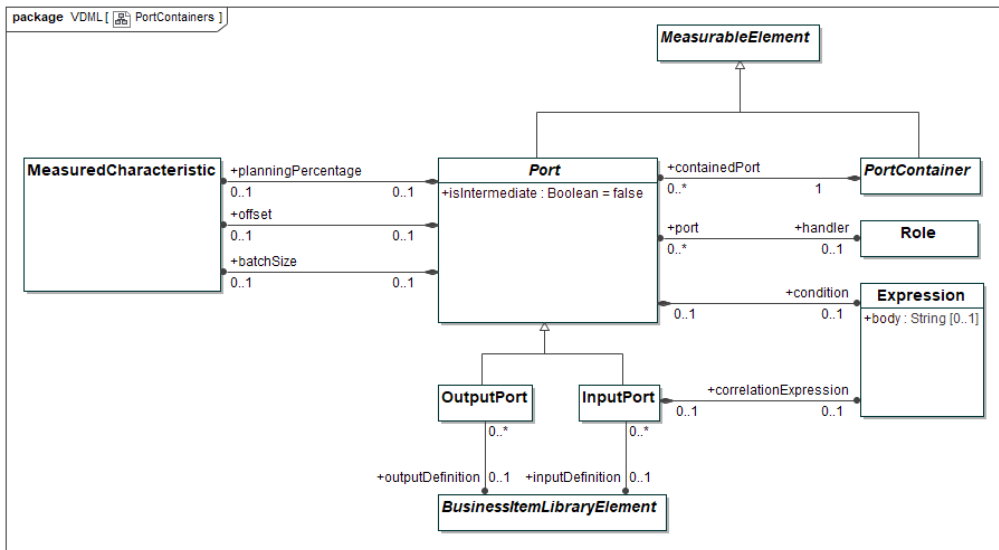 package VDML [ PortContainers ]
MeasurableElement
MeasuredCharacteristic
+planningPercentage
0..1
0..1
+offset
0..1
0..1
+batchSize
0..1
0..1
Port
+isIntermediate : Boolean = false
+containedPort
0..*
1
PortContainer
+port
0..*
+handler
0..1
Role
+condition
0..1
0..1
Expression
+body : String [0..1]
OutputPort
InputPort
+correlationExpression
0..1
0..1
0..*
0..*
+outputDefinition
0..1
+inputDefinition
0..1
BusinessItemLibraryElement